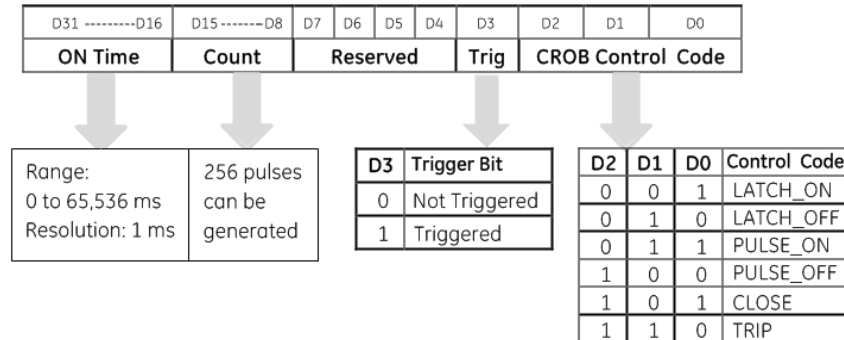 D31 ---------D16 D15 -------D8 D7 D6 D5 D4 D3 D2 D1 D0
ON Time Count Reserved Trig CROB Control Code
Range:
0 to 65,536 ms
Resolution: 1 ms
256 pulses
can be
generated
D3 Trigger Bit
0 Not Triggered
1 Triggered
D2 D1 D0 Control Code
0 0 1 LATCH_ON
0 1 0 LATCH_OFF
0 1 1 PULSE_ON
1 0 0 PULSE_OFF
1 0 1 CLOSE
1 1 0 TRIP